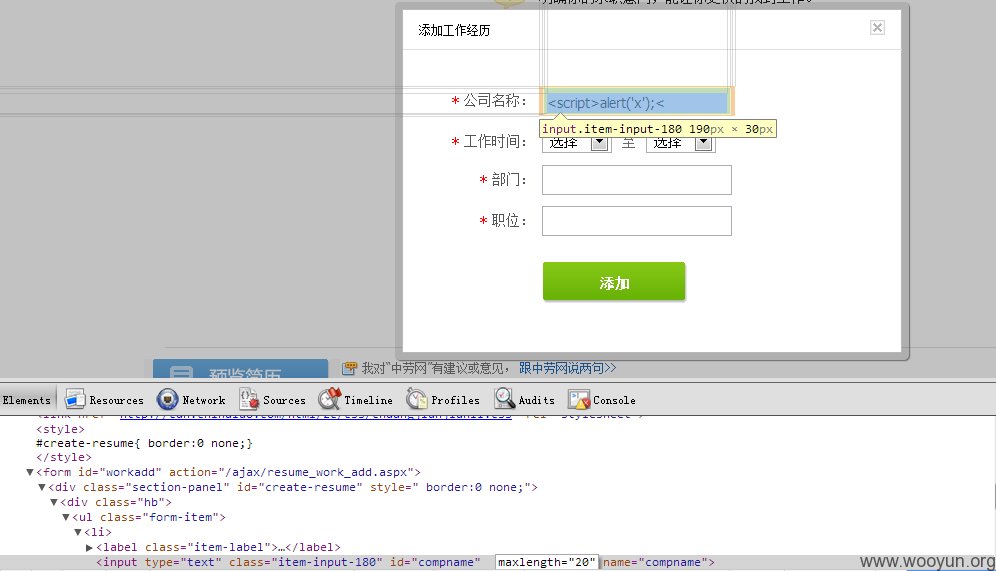 添加工作经历
* 公司名称：
<script>alert('x');<
input.item-input-180 190px × 30px
* 工作时间：
选择
至
选择
* 部门：
* 职位：
添加
预览简历
我对“中劳网”有建议或意见，
跟中劳网说两句>>
Elements
Resources
Network
Sources
Timeline
Profiles
Audits
Console
<style>
#create-resume{ border:0 none;}
</style>
▼<form id="workadd" action="/ajax/resume_work_add.aspx">
▼<div class="section-panel" id="create-resume" style=" border:0 none;">
▼<div class="hb">
▼<ul class="form-item">
▼<li>
▶<label class="item-label">…</label>
<input type="text" class="item-input-180" id="compname" maxlength="20" name="compname">
www.wooyun.org